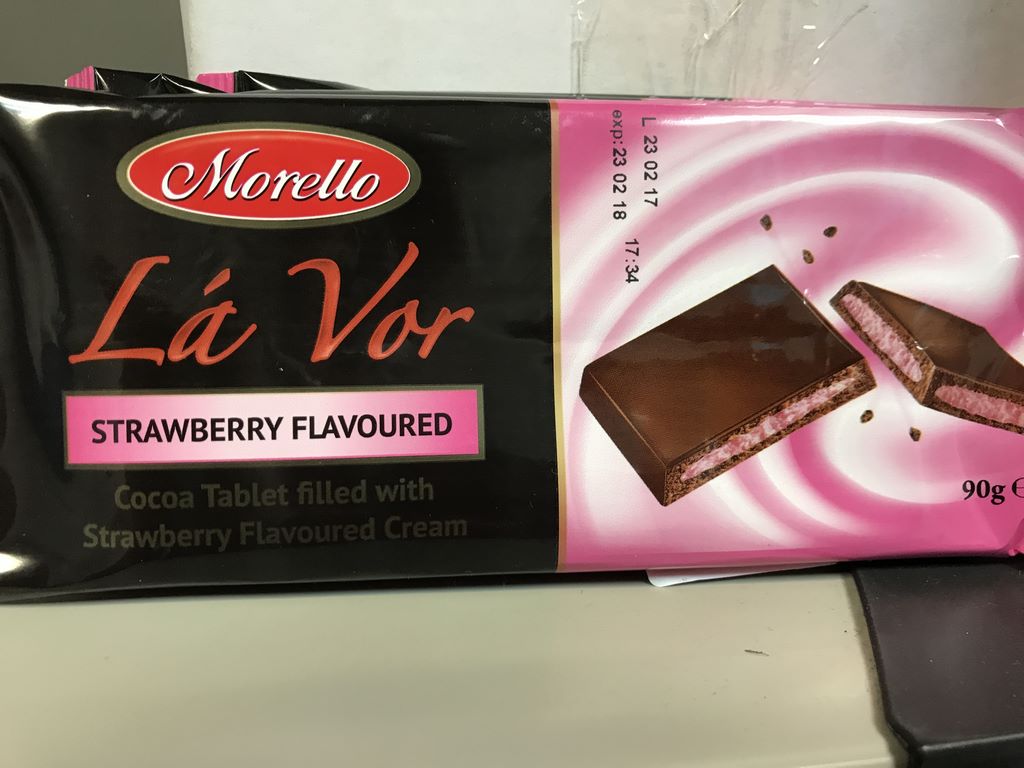 Morello
Lá Vor
STRAWBERRY FLAVOURED
Cocoa Tablet filled with
Strawberry Flavoured Cream
L 23 02 17 17:34
exp: 23 02 18
90g e